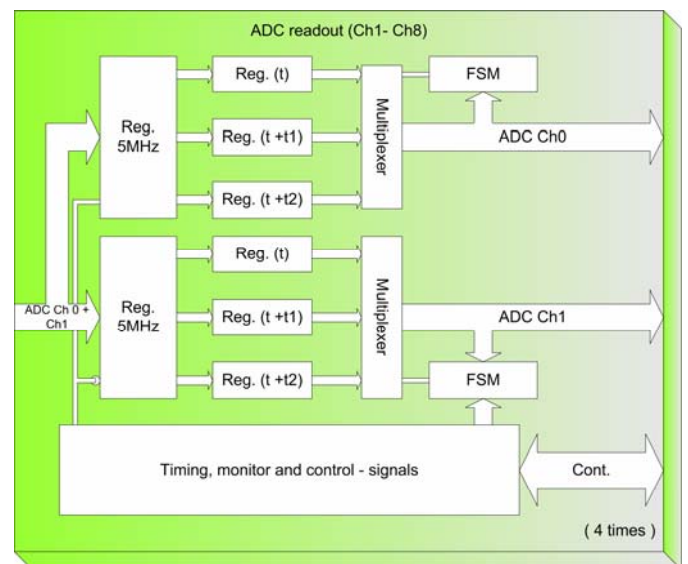 ADC readout (Ch1- Ch8)
Reg.
5MHz
Reg. (t)
Reg. (t +t1)
Reg. (t +t2)
Multiplexer
FSM
ADC Ch0
ADC Ch 0 +
Ch1
Reg.
5MHz
Reg. (t)
Reg. (t +t1)
Reg. (t +t2)
Multiplexer
ADC Ch1
FSM
Timing, monitor and control - signals
Cont.
( 4 times )